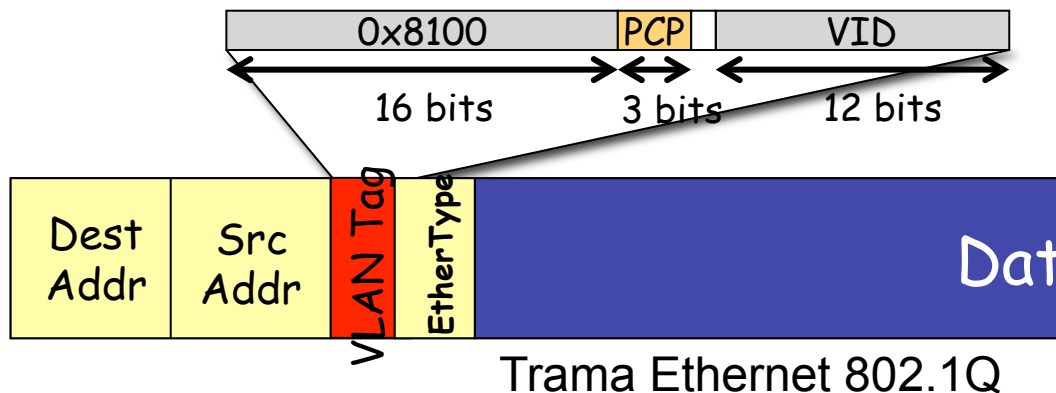 0x8100 PCP VID
16 bits 3 bits 12 bits
Dest
Addr
Src
Addr
VLAN Tag
EtherType
Dat
Trama Ethernet 802.1Q